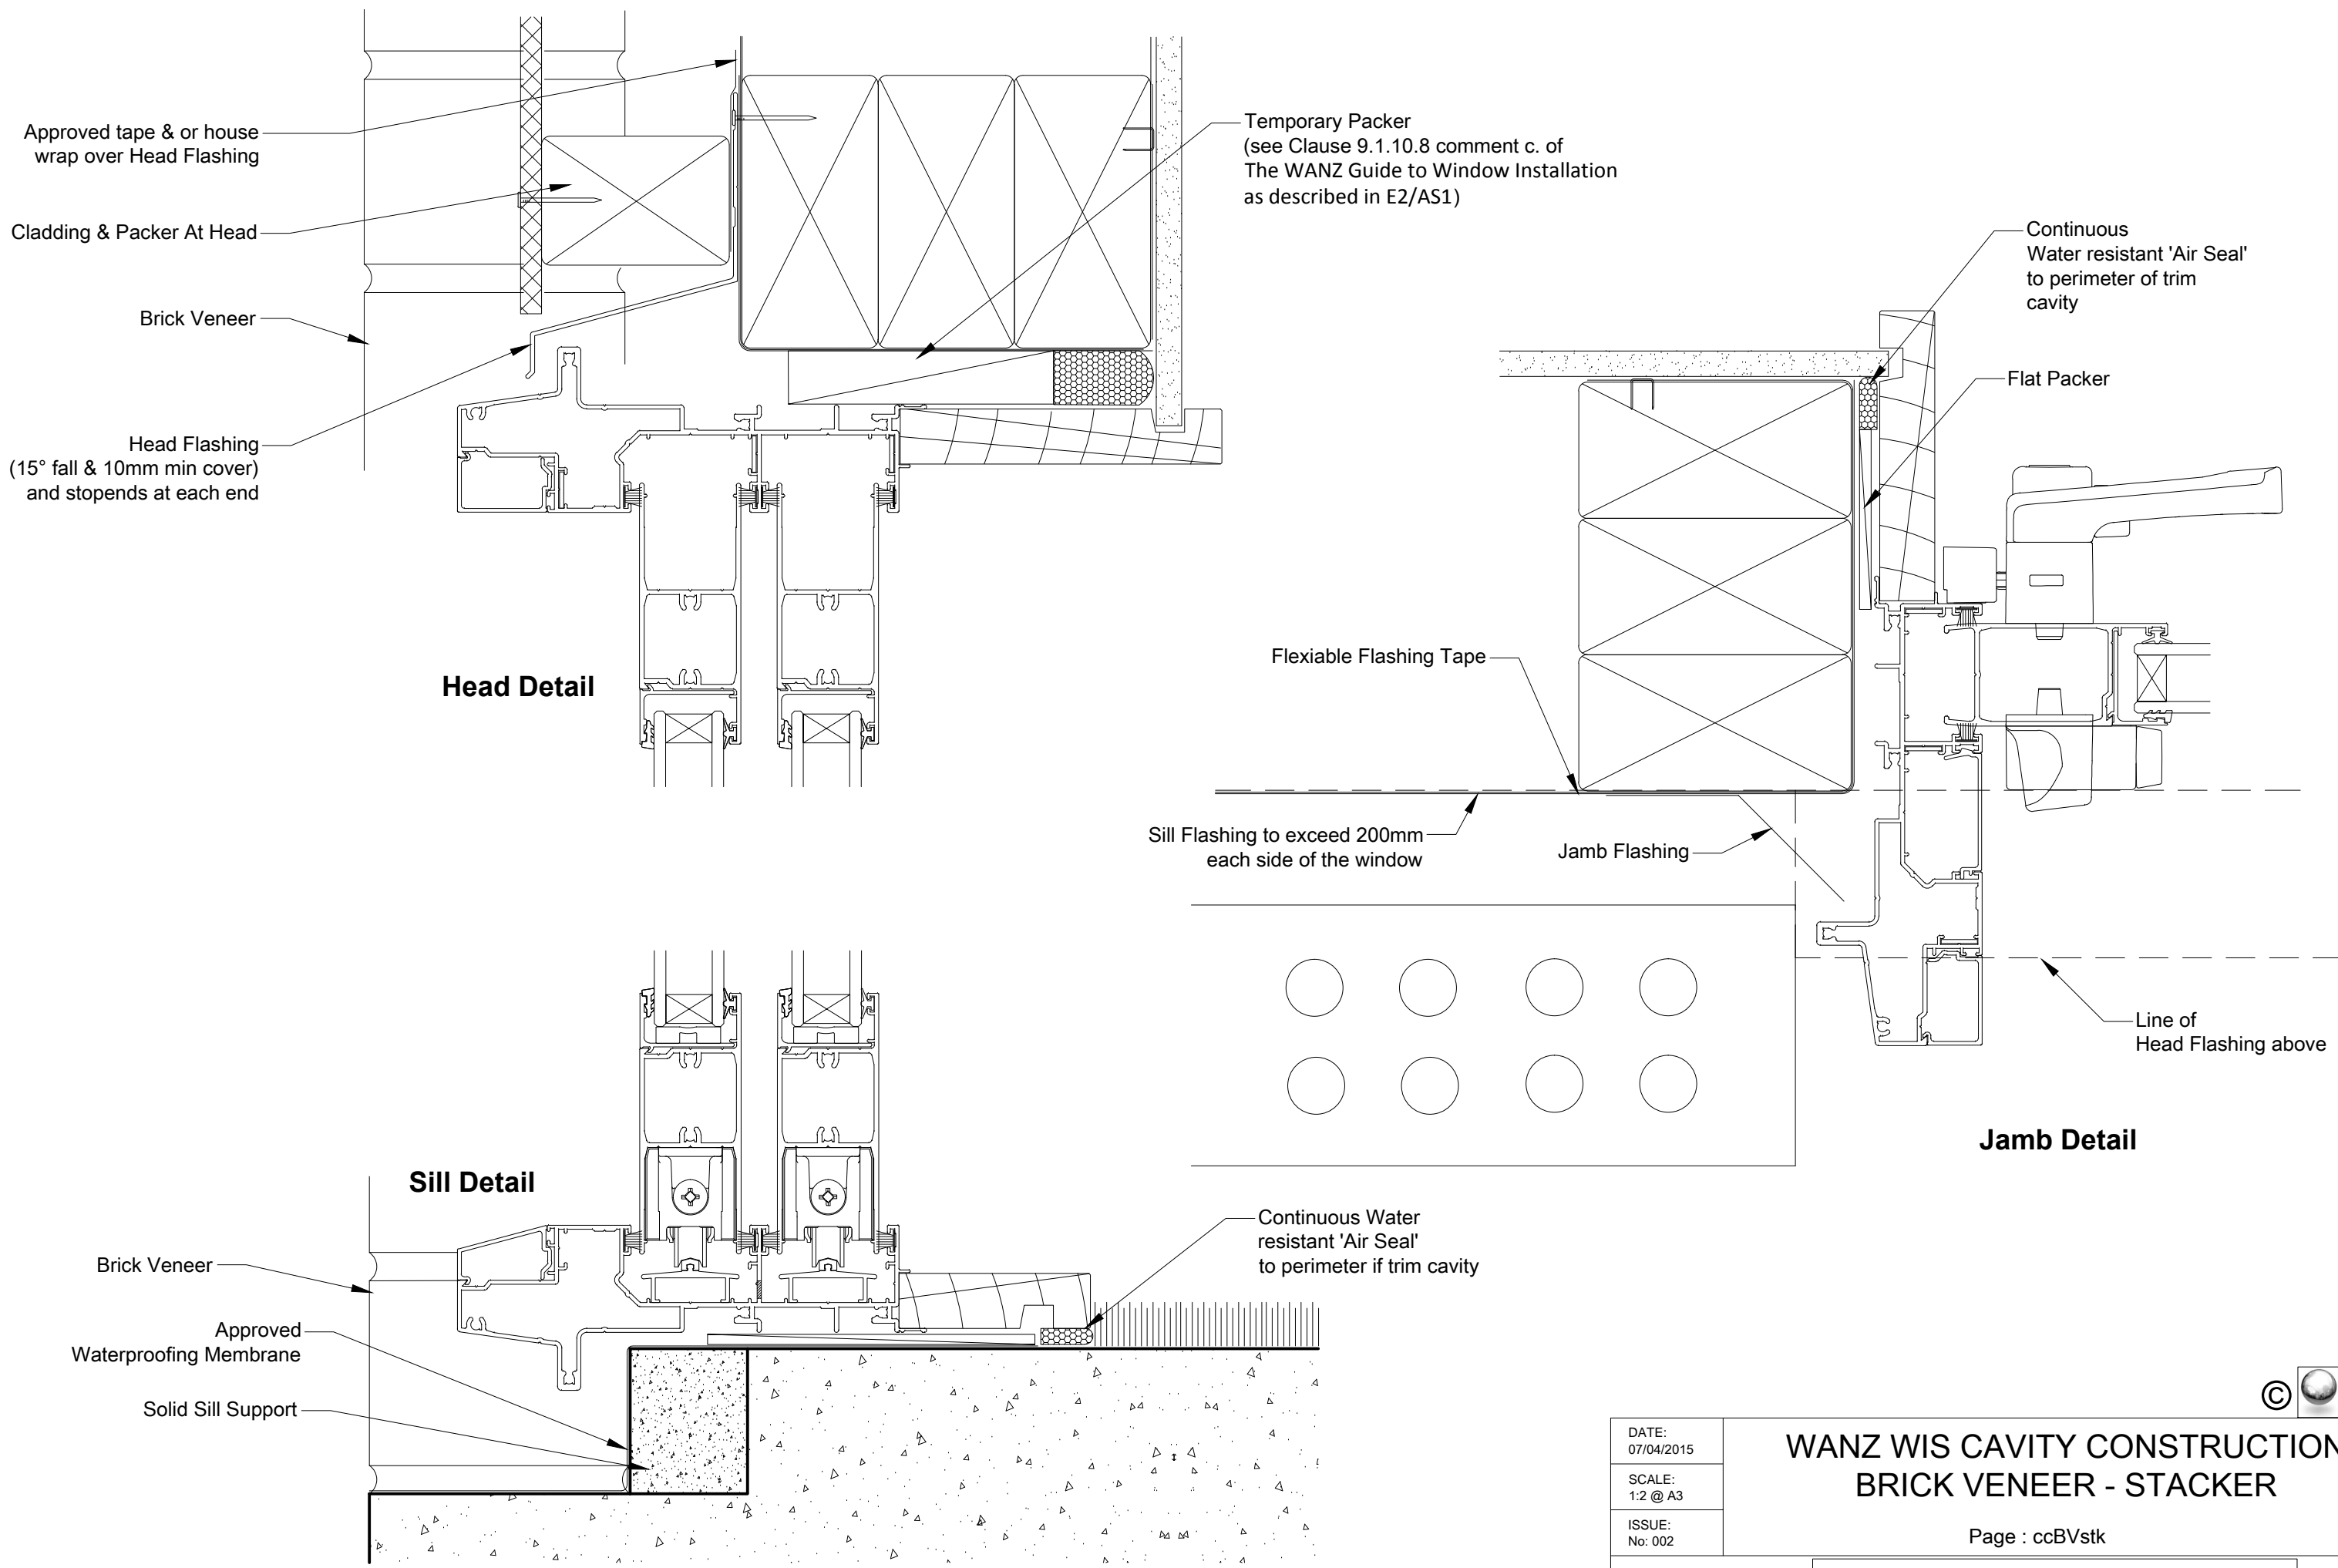 Approved tape & or house
wrap over Head Flashing
Cladding & Packer At Head
Brick Veneer
Head Flashing
(15° fall & 10mm min cover)
and stopends at each end
Temporary Packer
(see Clause 9.1.10.8 comment c. of
The WANZ Guide to Window Installation
as described in E2/AS1)
Head Detail
Continuous
Water resistant 'Air Seal'
to perimeter of trim
cavity
Flat Packer
Flexiable Flashing Tape
Sill Flashing to exceed 200mm
each side of the window
Jamb Flashing
Line of
Head Flashing above
Jamb Detail
Sill Detail
Brick Veneer
Approved
Waterproofing Membrane
Solid Sill Support
Continuous Water
resistant 'Air Seal'
to perimeter if trim cavity
©
DATE:
07/04/2015
SCALE:
1:2 @ A3
ISSUE:
No: 002
WANZ WIS CAVITY CONSTRUCTION
BRICK VENEER - STACKER
Page : ccBVstk